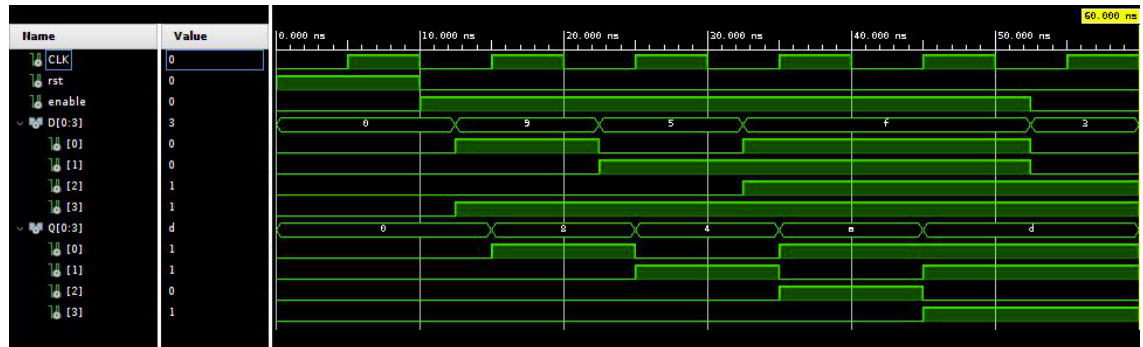 60.000 ns
Name Value 0.000 ns 10.000 ns 20.000 ns 30.000 ns 40.000 ns 50.000 ns
CLK 0
rst 0
enable 0
D[0:3] 3 0 9 5 f 3
[0] 0
[1] 0
[2] 1
[3] 1
Q[0:3] d 0 8 4 a d
[0] 1
[1] 1
[2] 0
[3] 1